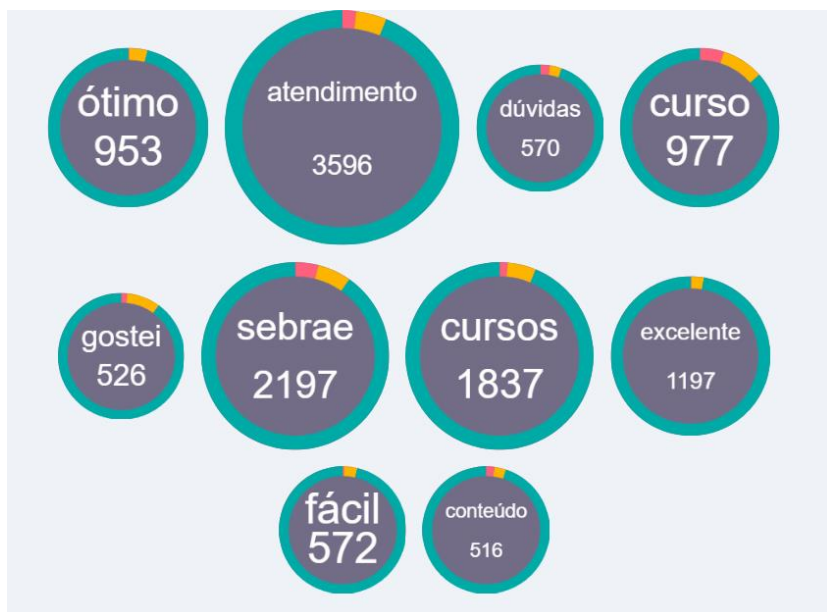 ótimo
953
atendimento
3596
dúvidas
570
curso
977
gostei
526
sebrae
2197
cursos
1837
excelente
1197
fácil
572
conteúdo
516